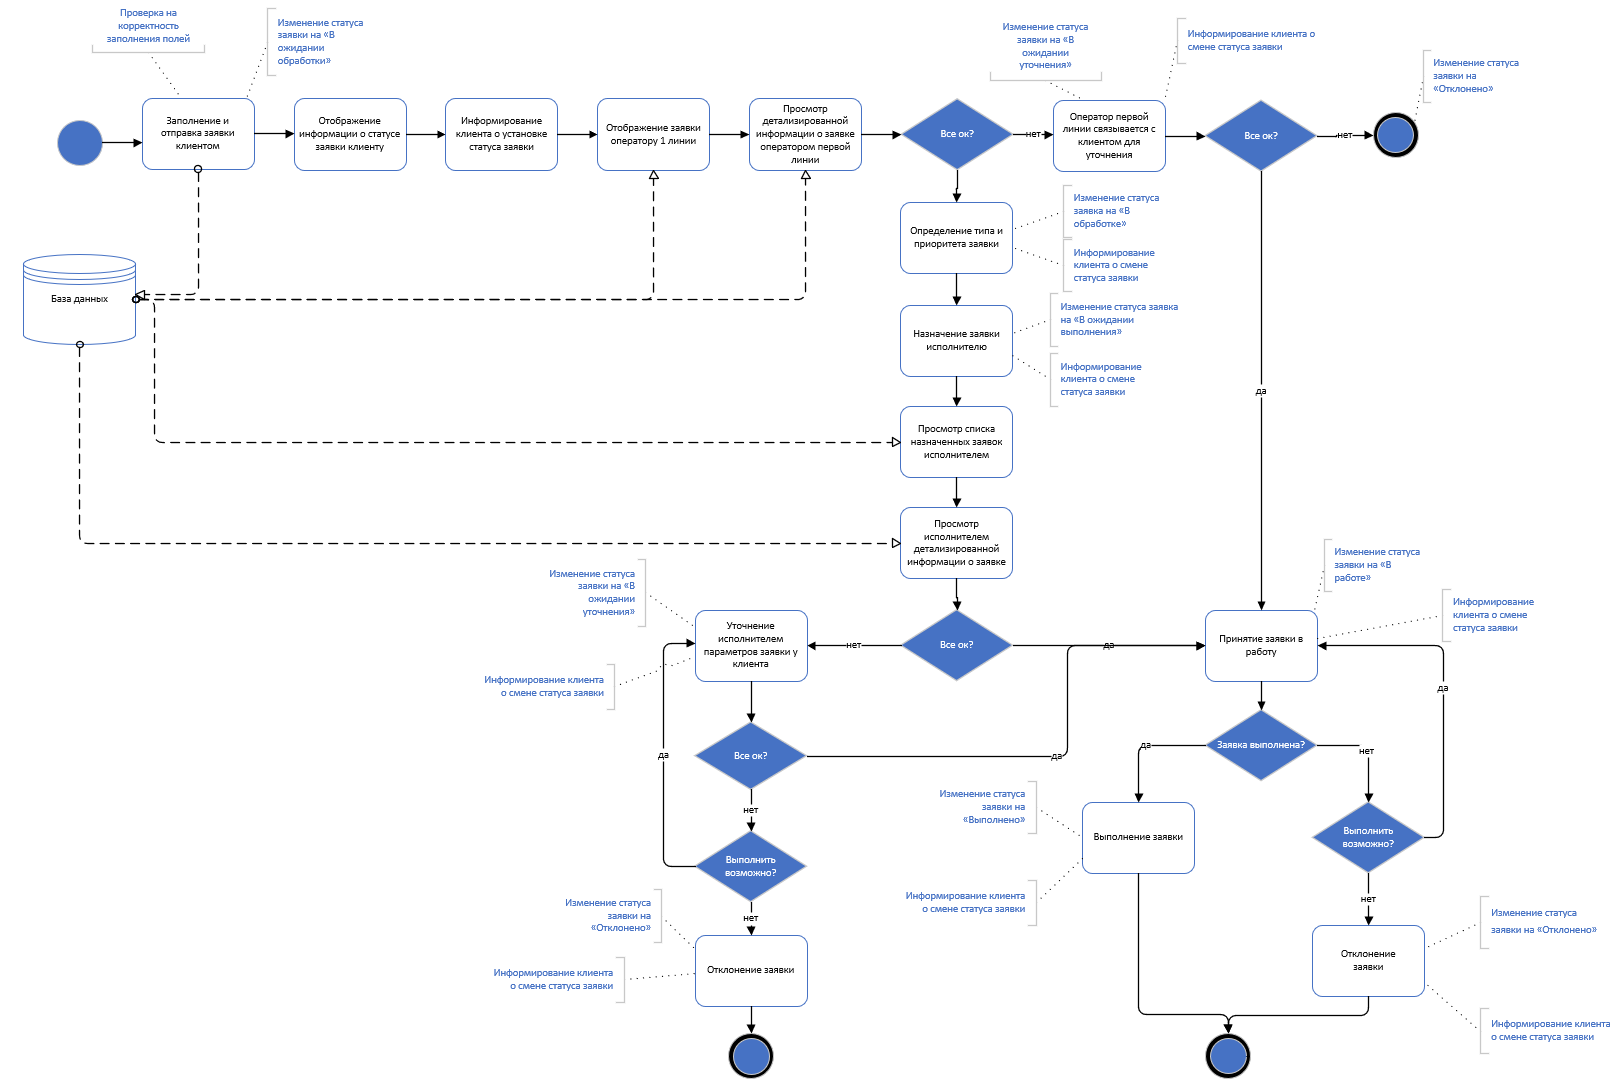 Проверка на
корректность
заполнения полей
Изменение статуса
заявки на «В
ожидании
обработки»
Изменение статуса
заявки на «В
ожидании
уточнения»
Информирование клиента о
смене статуса заявки
Изменение статуса
заявки на
«Отклонено»
Заполнение и
отправка заявки
клиентом
Отображение
информации о статусе
заявки клиенту
Информирование
клиента о установке
статуса заявки
Отображение заявки
оператору 1 линии
Просмотр
детализированной
информации о заявке
оператором первой
линии
Все ок?
нет
Оператор первой
линии связывается с
клиентом для
уточнения
Все ок?
нет
Определение типа и
приоритета заявки
Изменение статуса
заявка на «В
обработке»
Информирование
клиента о смене
статуса заявки
База данных
Назначение заявки
исполнителю
Изменение статуса заявка
на «В ожидании
выполнения»
Информирование
клиента о смене
статуса заявки
да
Просмотр списка
назначенных заявок
исполнителем
Просмотр
исполнителем
детализированной
информации о заявке
Изменение статуса
заявки на «В
ожидании
уточнения»
Изменение статуса
заявки на «В
работе»
Информирование
клиента о смене
статуса заявки
Уточнение
исполнителем
параметров заявки у
клиента
нет
Все ок?
да
Принятие заявки в
работу
Информирование клиента
о смене статуса заявки
да
Все ок?
да
да
да
Заявка выполнена?
нет
нет
Изменение статуса
заявки на
«Выполнено»
Выполнение заявки
Выполнить
возможно?
Выполнить
возможно?
Информирование клиента
о смене статуса заявки
нет
Изменение статуса
заявки на
«Отклонено»
нет
Изменение статуса
заявки на «Отклонено»
Отклонение заявки
Информирование клиента
о смене статуса заявки
Отклонение
заявки
Информирование клиента
о смене статуса заявки